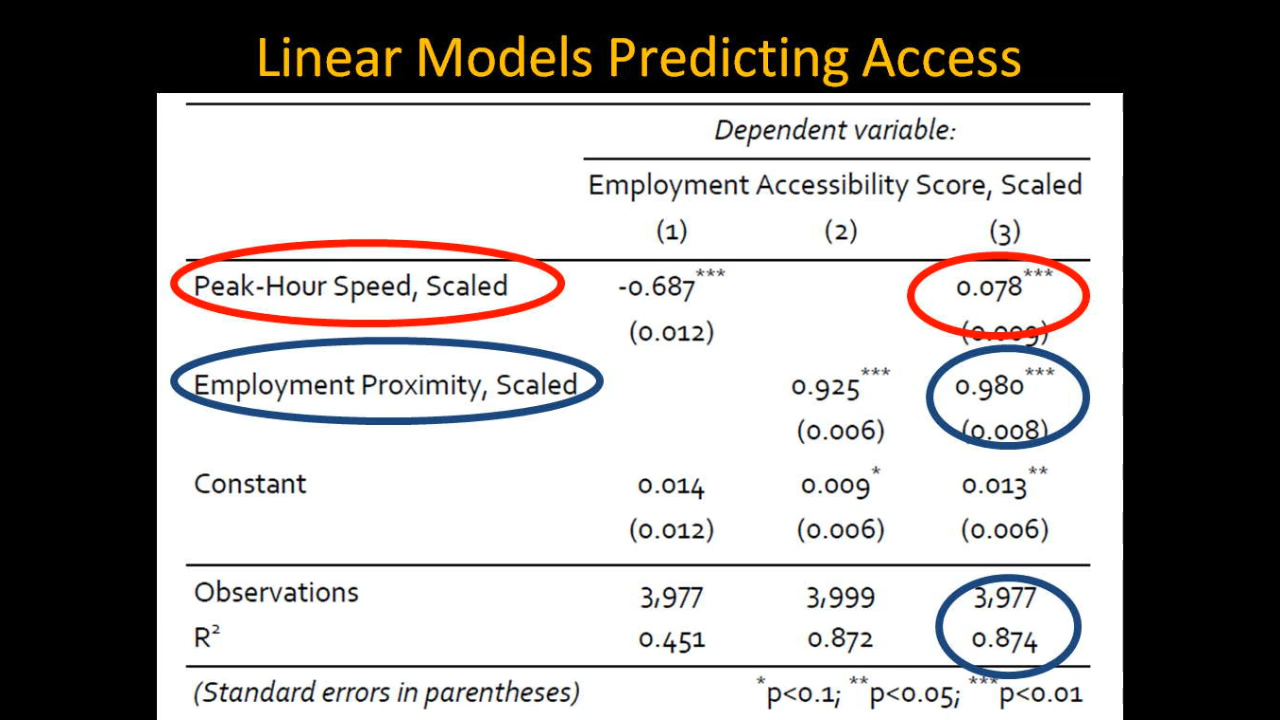 Linear Models Predicting Access
Dependent variable:
Employment Accessibility Score, Scaled
(1) (2) (3)
Peak-Hour Speed, Scaled -0.687*** 0.078***
(0.012) (0.009)
Employment Proximity, Scaled 0.925*** 0.980***
(0.006) (0.008)
Constant 0.014 0.009* 0.013**
(0.012) (0.006) (0.006)
Observations 3,977 3,999 3,977
R² 0.451 0.872 0.874
(Standard errors in parentheses) *p<0.1; **p<0.05; ***p<0.01